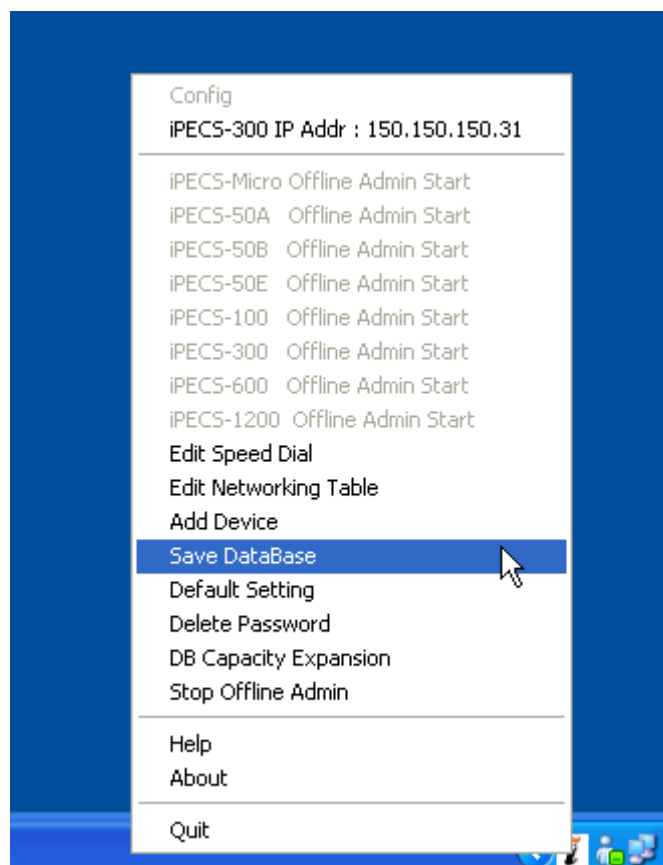 Config
iPECS-300 IP Addr : 150.150.150.31
iPECS-Micro Offline Admin Start
iPECS-50A Offline Admin Start
iPECS-50B Offline Admin Start
iPECS-50E Offline Admin Start
iPECS-100 Offline Admin Start
iPECS-300 Offline Admin Start
iPECS-600 Offline Admin Start
iPECS-1200 Offline Admin Start
Edit Speed Dial
Edit Networking Table
Add Device
Save DataBase
Default Setting
Delete Password
DB Capacity Expansion
Stop Offline Admin
Help
About
Quit